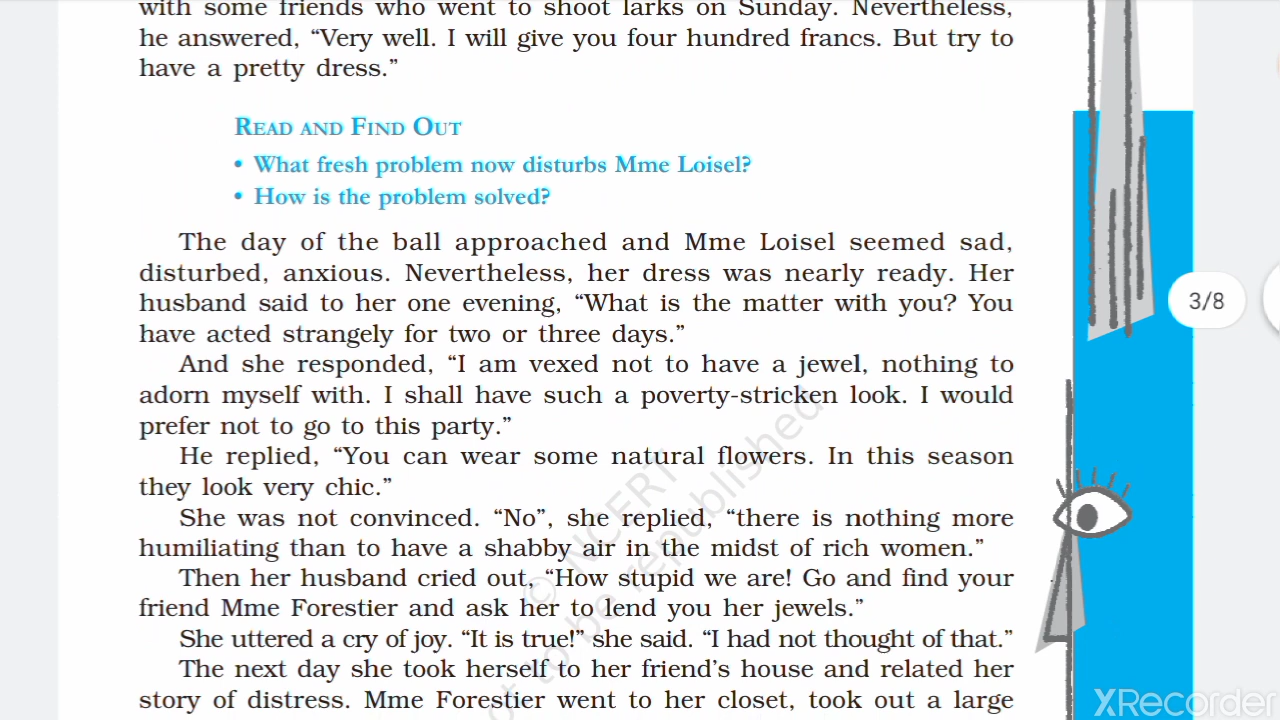 with some friends who went to shoot larks on Sunday. Nevertheless,
he answered, “Very well. I will give you four hundred francs. But try to
have a pretty dress.”
READ AND FIND OUT
• What fresh problem now disturbs Mme Loisel?
• How is the problem solved?
The day of the ball approached and Mme Loisel seemed sad,
disturbed, anxious. Nevertheless, her dress was nearly ready. Her
husband said to her one evening, “What is the matter with you? You
have acted strangely for two or three days.”
And she responded, “I am vexed not to have a jewel, nothing to
adorn myself with. I shall have such a poverty-stricken look. I would
prefer not to go to this party.”
He replied, “You can wear some natural flowers. In this season
they look very chic.”
She was not convinced. “No”, she replied, “there is nothing more
humiliating than to have a shabby air in the midst of rich women.”
Then her husband cried out, “How stupid we are! Go and find your
friend Mme Forestier and ask her to lend you her jewels.”
She uttered a cry of joy. “It is true!” she said. “I had not thought of that.”
The next day she took herself to her friend’s house and related her
story of distress. Mme Forestier went to her closet, took out a large
3/8
© NCERT
not to be republished
XRecorder